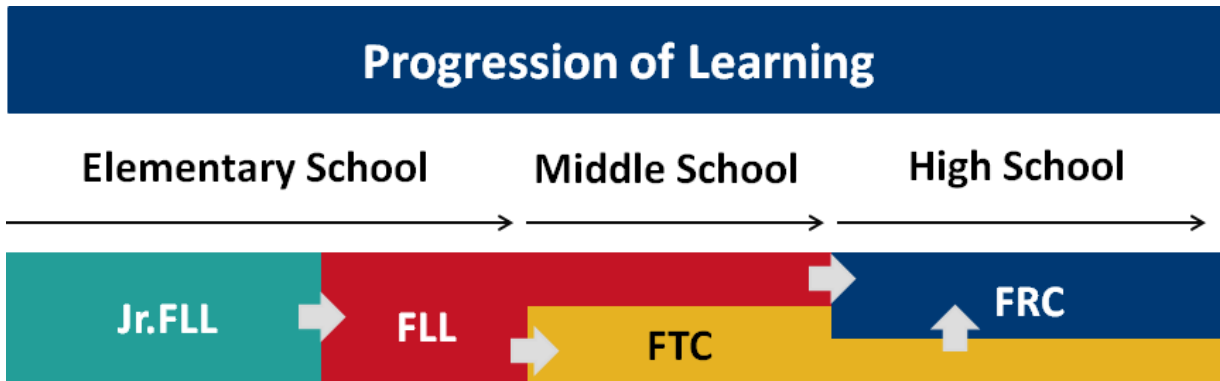 Progression of Learning
Elementary School
Middle School
High School
Jr.FLL
FLL
FTC
FRC